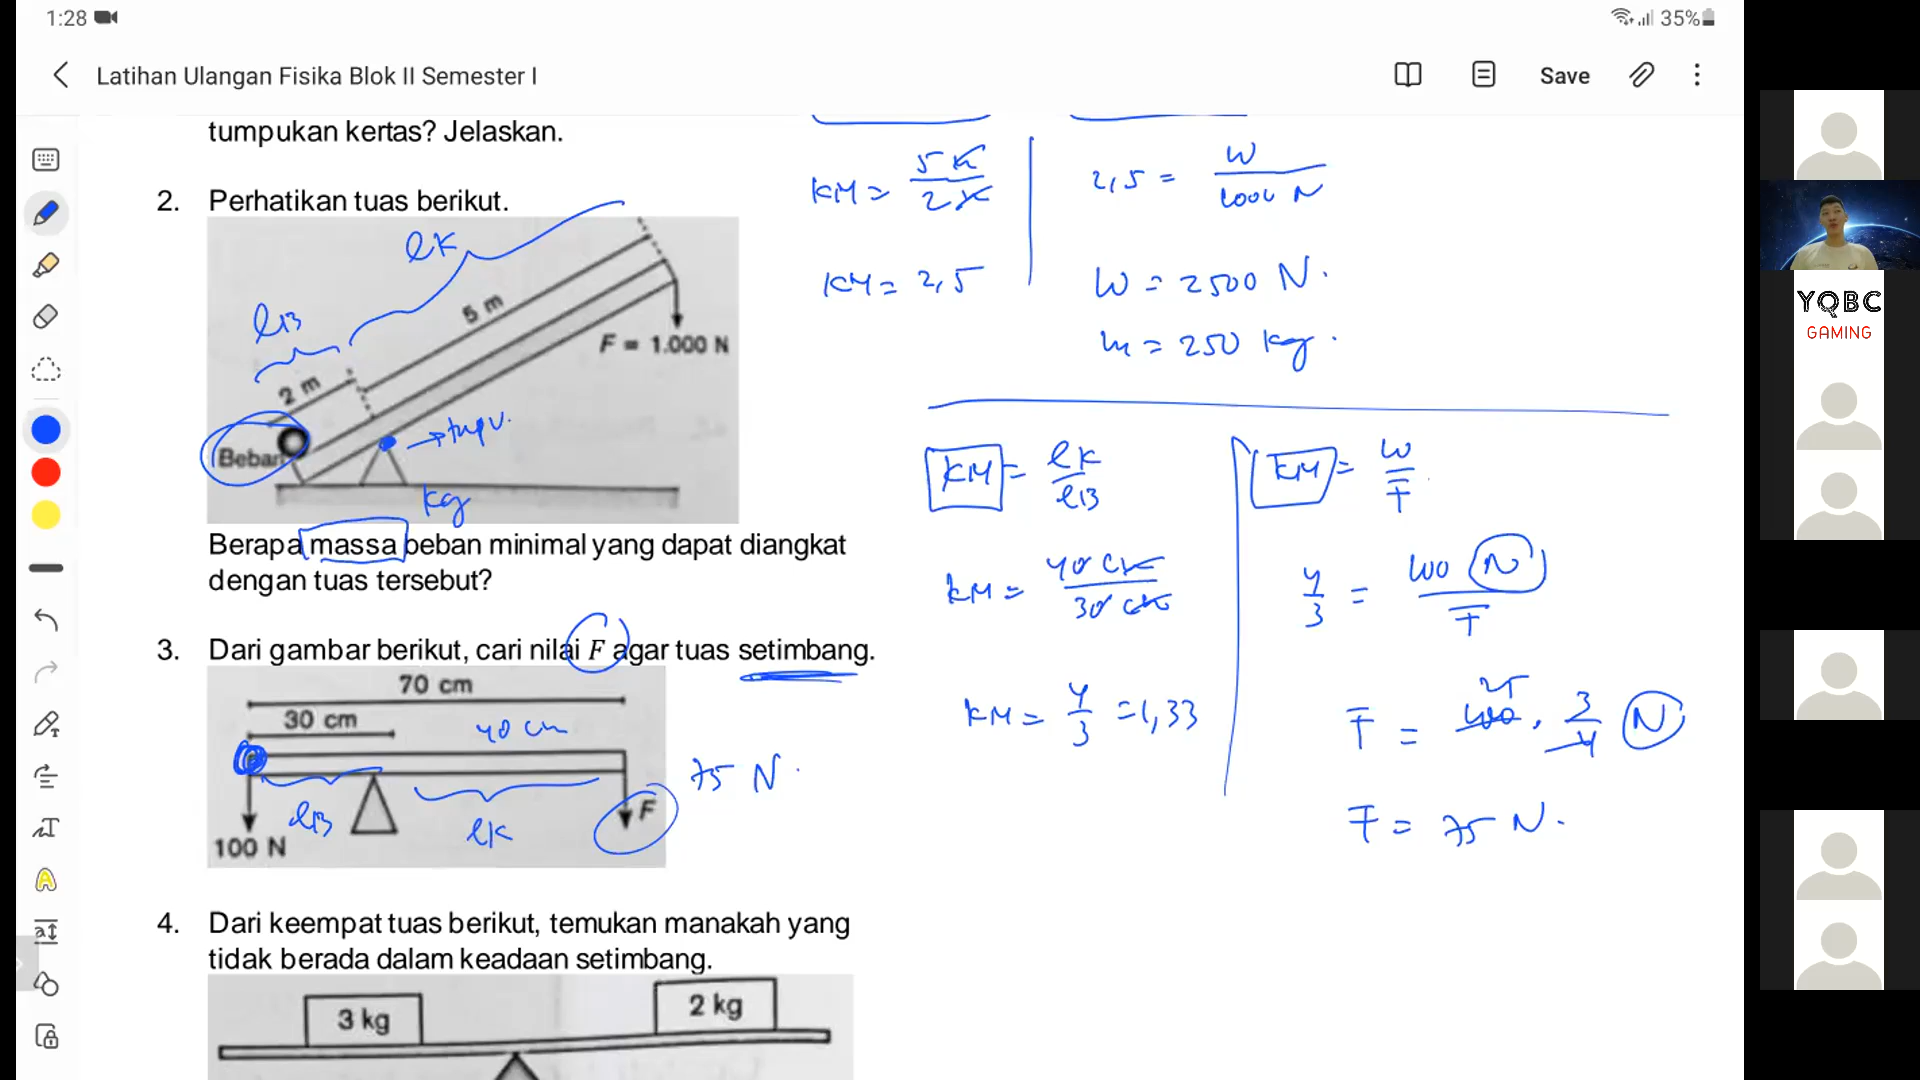 1:28
35%
Latihan Ulangan Fisika Blok II Semester I
Save
tumpukan kertas? Jelaskan.
2. Perhatikan tuas berikut.
lK
lB
5 m
2 m
F = 1.000 N
Beban
→ tupu.
kg
Berapa massa beban minimal yang dapat diangkat
dengan tuas tersebut?
3. Dari gambar berikut, cari nilai F agar tuas setimbang.
70 cm
30 cm
40 cm
lB
lK
F
100 N
75 N.
4. Dari keempat tuas berikut, temukan manakah yang
tidak berada dalam keadaan setimbang.
3 kg
2 kg
KM = 5 m / 2 m
KM = 2,5
2,5 = W / 1000 N
W = 2500 N.
m = 250 kg.
KM = lK / lB
KM = 40 cm / 30 cm
KM = 4/3 = 1,33
KM = W / F
4/3 = 100 N / F
F = 100 25 . 3/4 N
F = 75 N.
YQBC
GAMING